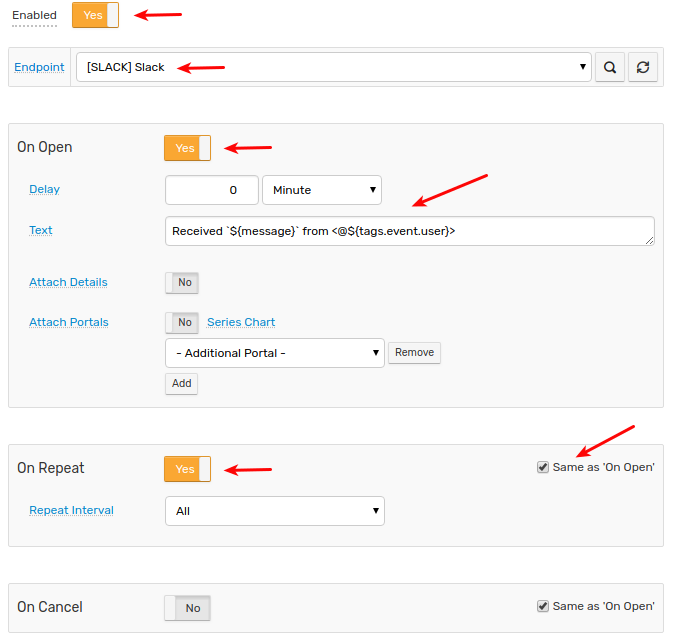 Enabled Yes
Endpoint [SLACK] Slack
On Open Yes
Delay 0 Minute
Text Received `${message}` from <@${tags.event.user}>
Attach Details No
Attach Portals No Series Chart
- Additional Portal - Remove
Add
On Repeat Yes Same as 'On Open'
Repeat Interval All
On Cancel No Same as 'On Open'